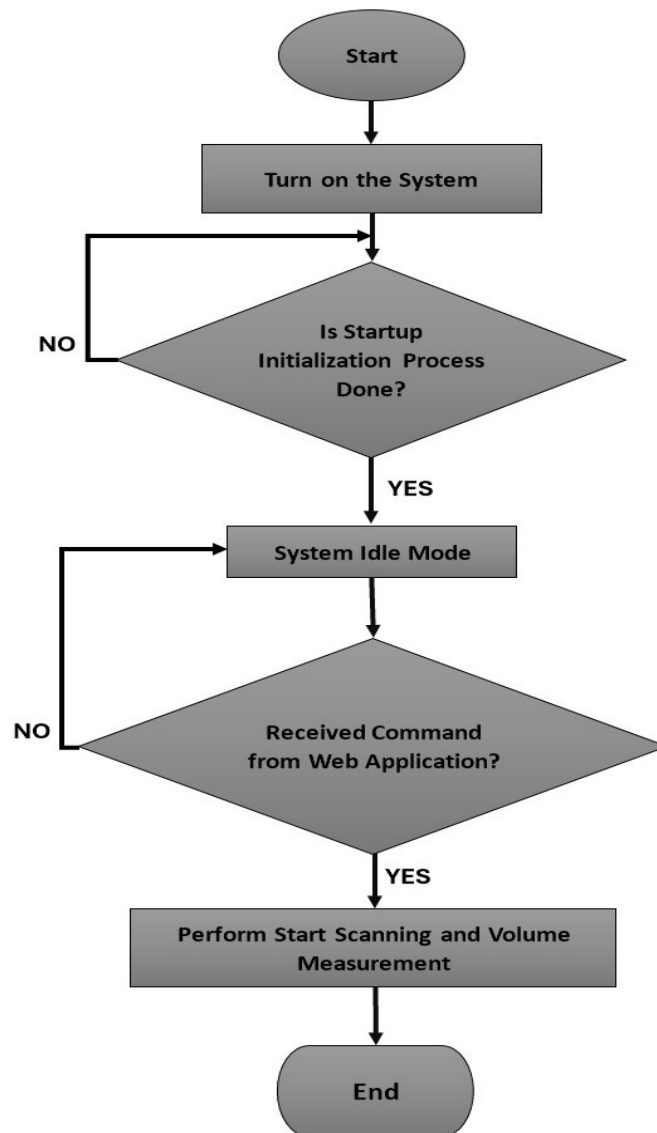 Start
Turn on the System
Is Startup
Initialization Process
Done?
NO
YES
System Idle Mode
Received Command
from Web Application?
NO
YES
Perform Start Scanning and Volume
Measurement
End